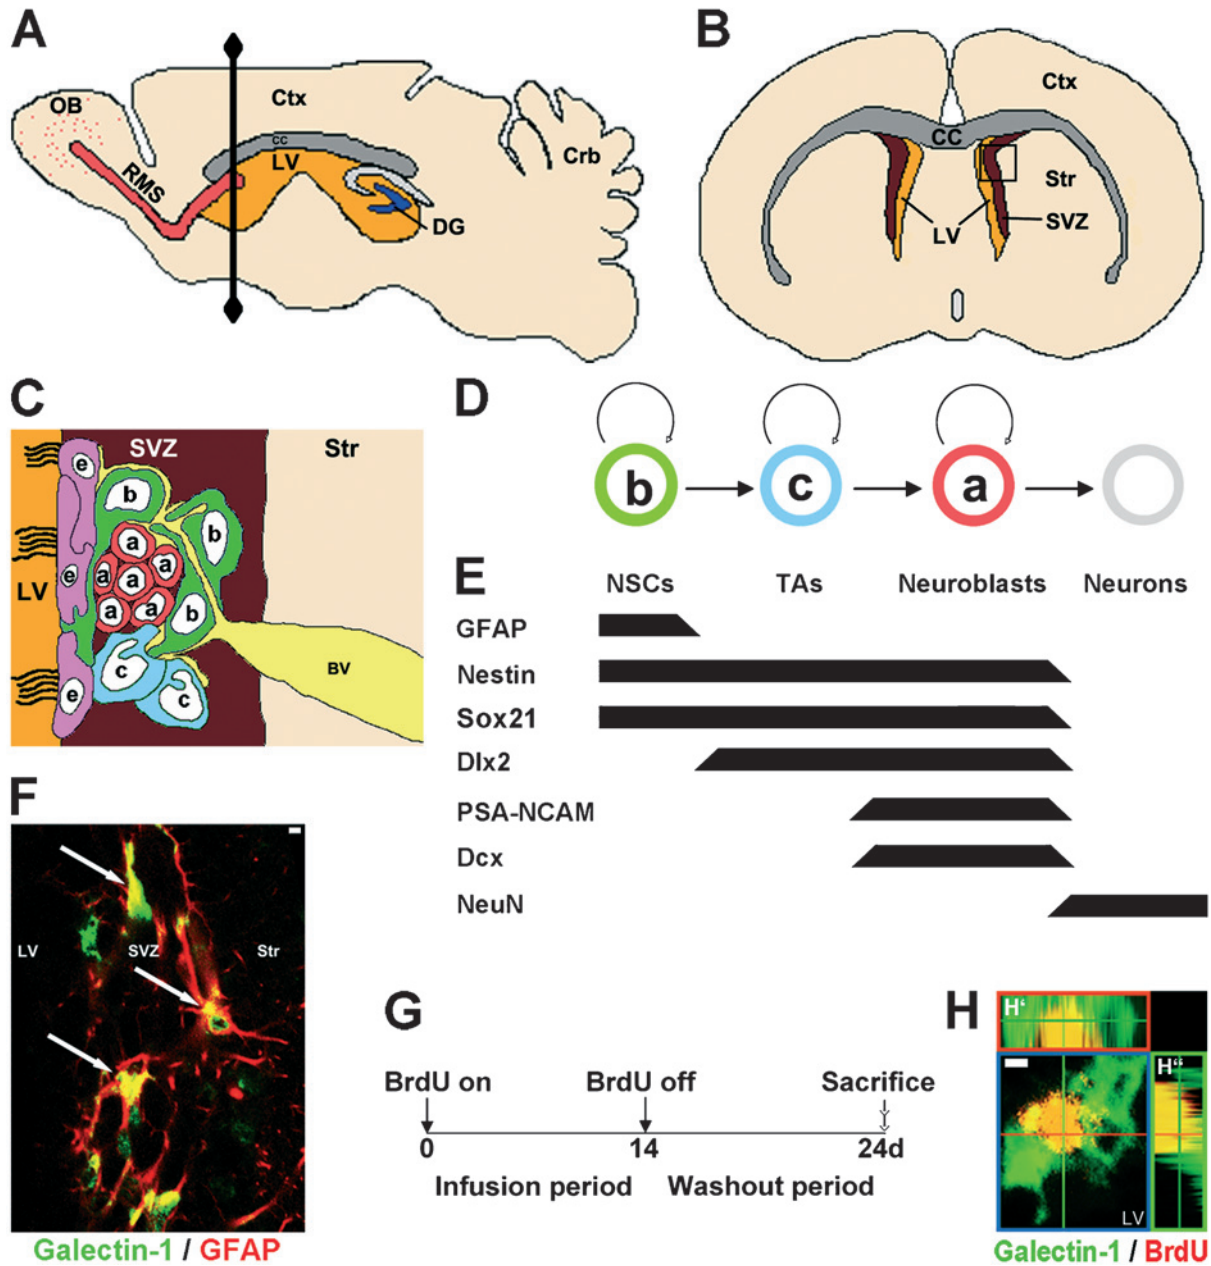 A
OB
Ctx
CC
LV
RMS
DG
Crb
B
Ctx
CC
Str
LV
SVZ
C
SVZ
Str
e
b
b
a
a
a
a
e
a
a
a
b
LV
c
c
e
BV
D
b
c
a
E
NSCs TAs Neuroblasts Neurons
GFAP
Nestin
Sox21
Dlx2
PSA-NCAM
Dcx
NeuN
F
LV
SVZ
Str
Galectin-1 / GFAP
G
BrdU on BrdU off Sacrifice
0 14 24d
Infusion period Washout period
H
H'
H"
LV
Galectin-1 / BrdU